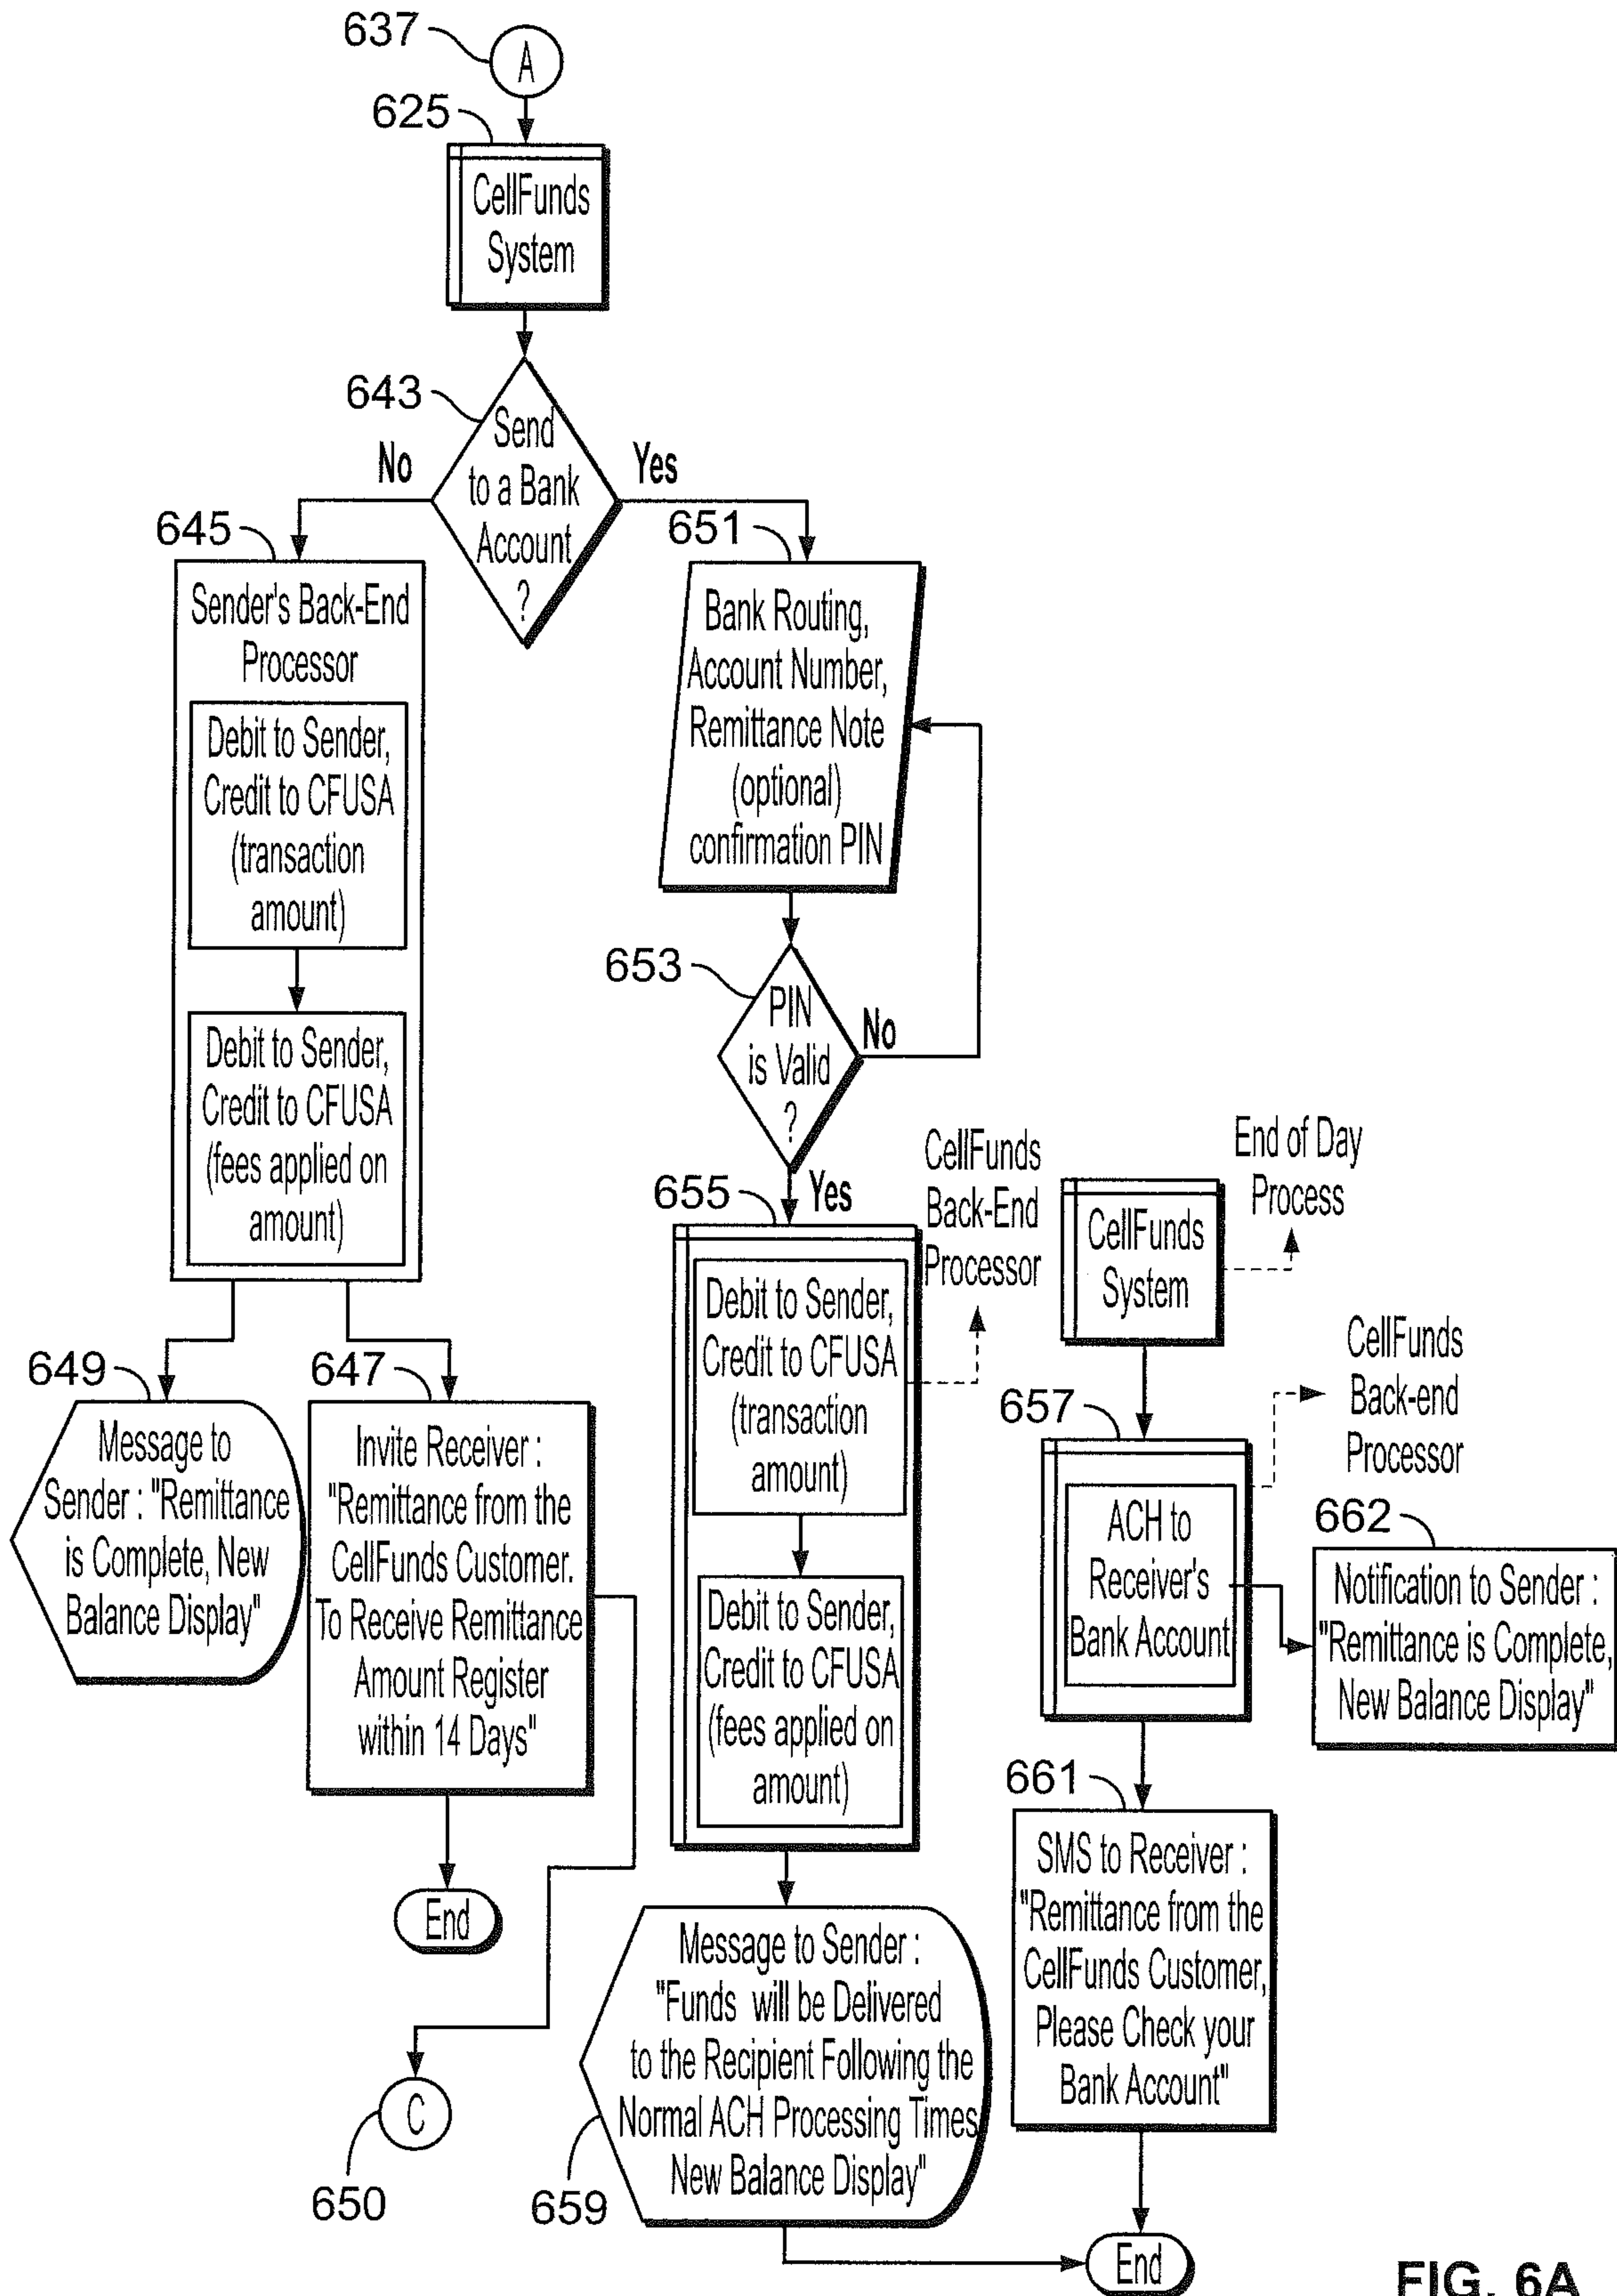 637
A
625
CellFunds
System
643
Send
to a Bank
Account
?
No
Yes
645
Sender's Back-End
Processor
Debit to Sender,
Credit to CFUSA
(transaction
amount)
Debit to Sender,
Credit to CFUSA
(fees applied on
amount)
649
Message to
Sender : "Remittance
is Complete, New
Balance Display"
647
Invite Receiver :
"Remittance from the
CellFunds Customer.
To Receive Remittance
Amount Register
within 14 Days"
End
C
650
651
Bank Routing,
Account Number,
Remittance Note
(optional)
confirmation PIN
653
PIN
is Valid
?
No
Yes
655
CellFunds
Back-End
Processor
Debit to Sender,
Credit to CFUSA
(transaction
amount)
Debit to Sender,
Credit to CFUSA
(fees applied on
amount)
Message to Sender :
"Funds will be Delivered
to the Recipient Following the
Normal ACH Processing Times
New Balance Display"
659
End of Day
Process
CellFunds
System
CellFunds
Back-end
Processor
657
ACH to
Receiver's
Bank Account
662
Notification to Sender :
"Remittance is Complete,
New Balance Display"
661
SMS to Receiver :
"Remittance from the
CellFunds Customer,
Please Check your
Bank Account"
End
FIG. 6A